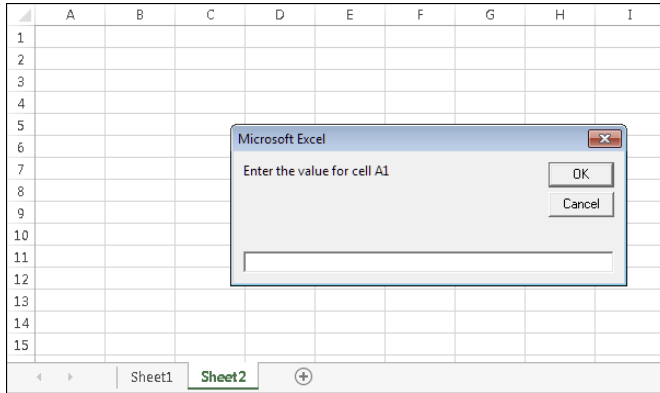 A B C D E F G H I
1
2
3
4
5
6
7
8
9
10
11
12
13
14
15
Microsoft Excel
Enter the value for cell A1
OK
Cancel
Sheet1 Sheet2